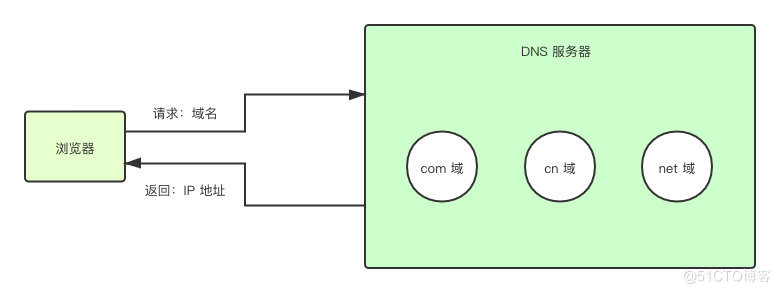 DNS 服务器
请求：域名
浏览器
com 域
cn 域
net 域
返回：IP 地址
@51CTO博客